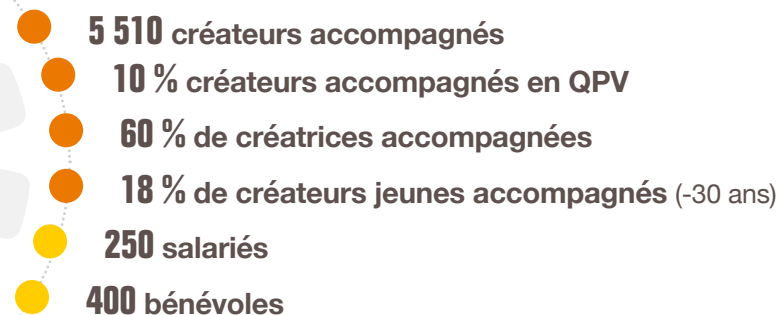 5 510 créateurs accompagnés
10 % créateurs accompagnés en QPV
60 % de créatrices accompagnées
18 % de créateurs jeunes accompagnés (-30 ans)
250 salariés
400 bénévoles